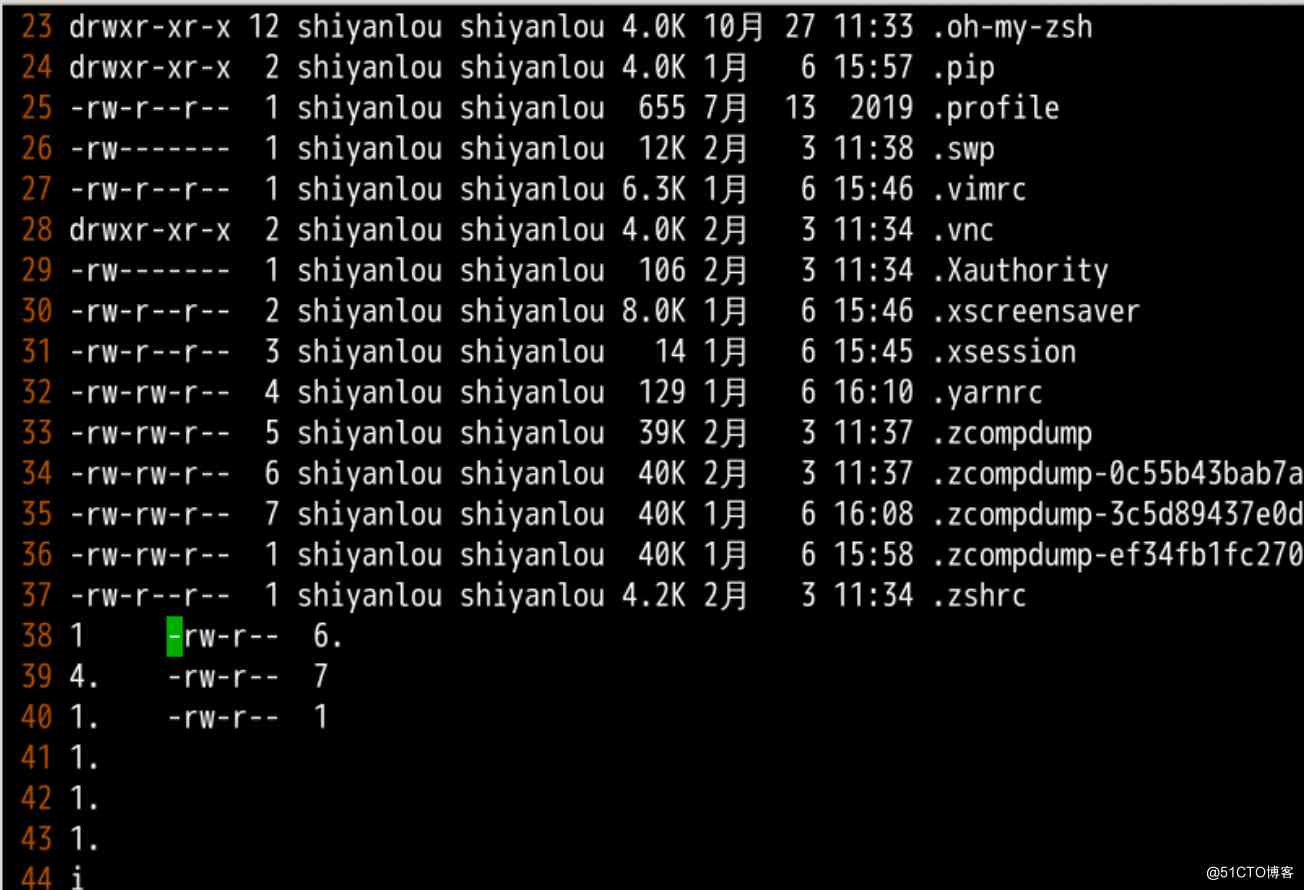 23 drwxr-xr-x 12 shiyanlou shiyanlou 4.0K 10月 27 11:33 .oh-my-zsh
24 drwxr-xr-x  2 shiyanlou shiyanlou 4.0K 1月   6 15:57 .pip
25 -rw-r--r--  1 shiyanlou shiyanlou  655 7月  13  2019 .profile
26 -rw-------  1 shiyanlou shiyanlou  12K 2月   3 11:38 .swp
27 -rw-r--r--  1 shiyanlou shiyanlou 6.3K 1月   6 15:46 .vimrc
28 drwxr-xr-x  2 shiyanlou shiyanlou 4.0K 2月   3 11:34 .vnc
29 -rw-------  1 shiyanlou shiyanlou  106 2月   3 11:34 .Xauthority
30 -rw-r--r--  2 shiyanlou shiyanlou 8.0K 1月   6 15:46 .xscreensaver
31 -rw-r--r--  3 shiyanlou shiyanlou   14 1月   6 15:45 .xsession
32 -rw-rw-r--  4 shiyanlou shiyanlou  129 1月   6 16:10 .yarnrc
33 -rw-rw-r--  5 shiyanlou shiyanlou  39K 2月   3 11:37 .zcompdump
34 -rw-rw-r--  6 shiyanlou shiyanlou  40K 2月   3 11:37 .zcompdump-0c55b43bab7a
35 -rw-rw-r--  7 shiyanlou shiyanlou  40K 1月   6 16:08 .zcompdump-3c5d89437e0d
36 -rw-rw-r--  1 shiyanlou shiyanlou  40K 1月   6 15:58 .zcompdump-ef34fb1fc270
37 -rw-r--r--  1 shiyanlou shiyanlou 4.2K 2月   3 11:34 .zshrc
38 1     -rw-r--  6.
39 4.    -rw-r--  7
40 1.    -rw-r--  1
41 1.
42 1.
43 1.
44 i
@51CTO博客